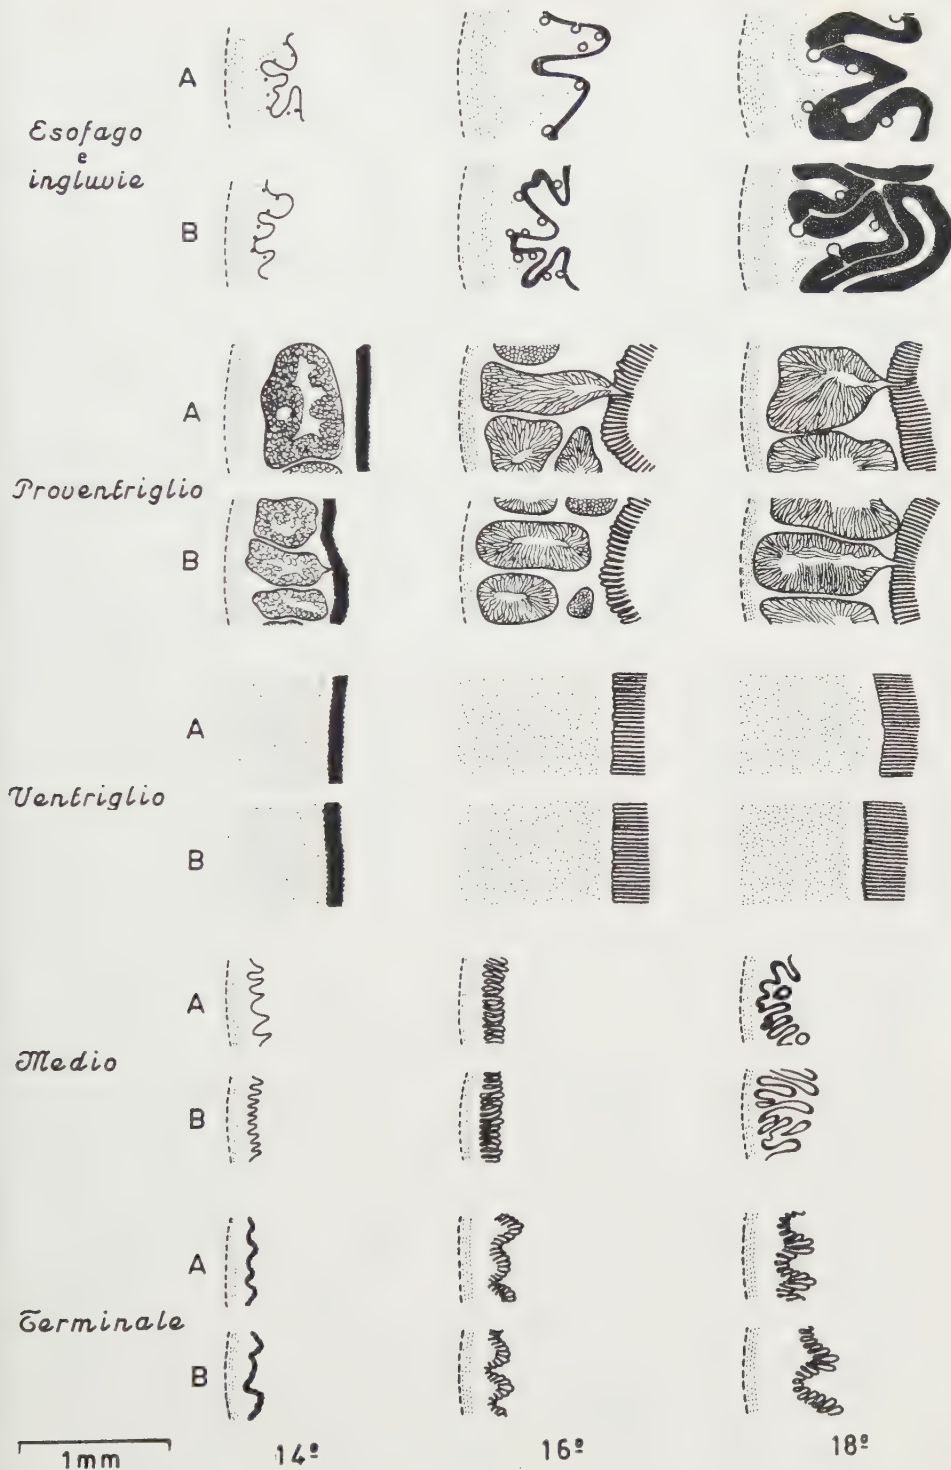 A
Esofago
e
ingluvie
B
A
Proventriglio
B
A
Ventriglio
B
A
Medio
B
A
Terminale
B
1mm
14º
16º
18º